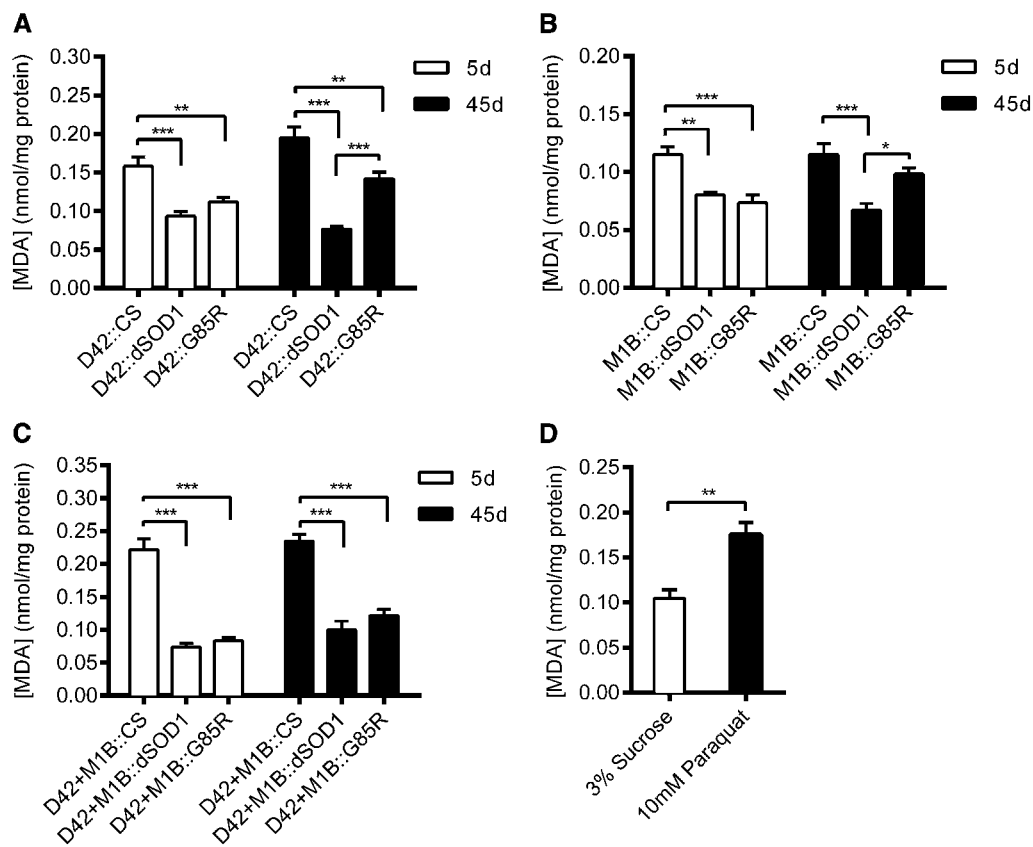 A
[MDA] (nmol/mg protein)
0.30
0.25
0.20
0.15
0.10
0.05
0.00
**
***
**
***
***
5d
45d
D42::CS
D42::dSOD1
D42::G85R
D42::CS
D42::dSOD1
D42::G85R
B
[MDA] (nmol/mg protein)
0.20
0.15
0.10
0.05
0.00
***
**
***
*
5d
45d
M1B::CS
M1B::dSOD1
M1B::G85R
M1B::CS
M1B::dSOD1
M1B::G85R
C
[MDA] (nmol/mg protein)
0.35
0.30
0.25
0.20
0.15
0.10
0.05
0.00
***
***
***
***
5d
45d
D42+M1B::CS
D42+M1B::dSOD1
D42+M1B::G85R
D42+M1B::CS
D42+M1B::dSOD1
D42+M1B::G85R
D
[MDA] (nmol/mg protein)
0.25
0.20
0.15
0.10
0.05
0.00
**
3% Sucrose
10mM Paraquat